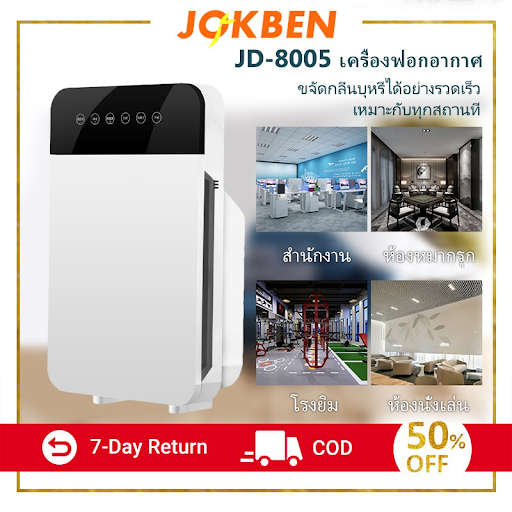 JOKBEN
JD-8005 เครื่องฟอกอากาศ
ขจัดกลิ่นบุหรี่ได้อย่างรวดเร็ว
เหมาะกับทุกสถานที่
สำนักงาน
ห้องหมากรุก
โรงยิม
ห้องนั่งเล่น
7-Day Return
COD
50%
OFF